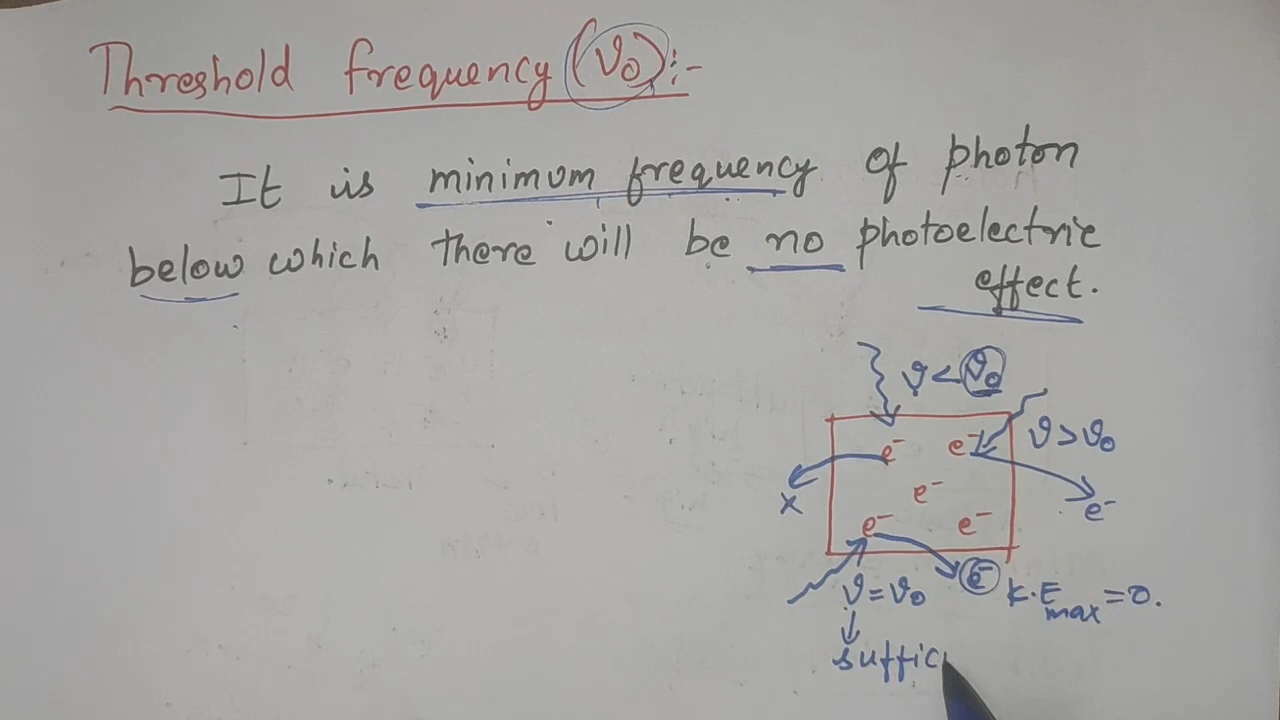 Threshold frequency (ν₀):-
It is minimum frequency of photon
below which there will be no photoelectric
effect.
ν < ν₀
e⁻ e⁻ ν > ν₀
x e⁻ e⁻
e⁻ e⁻
ν = ν₀ e⁻ K.E max = 0.
suffic